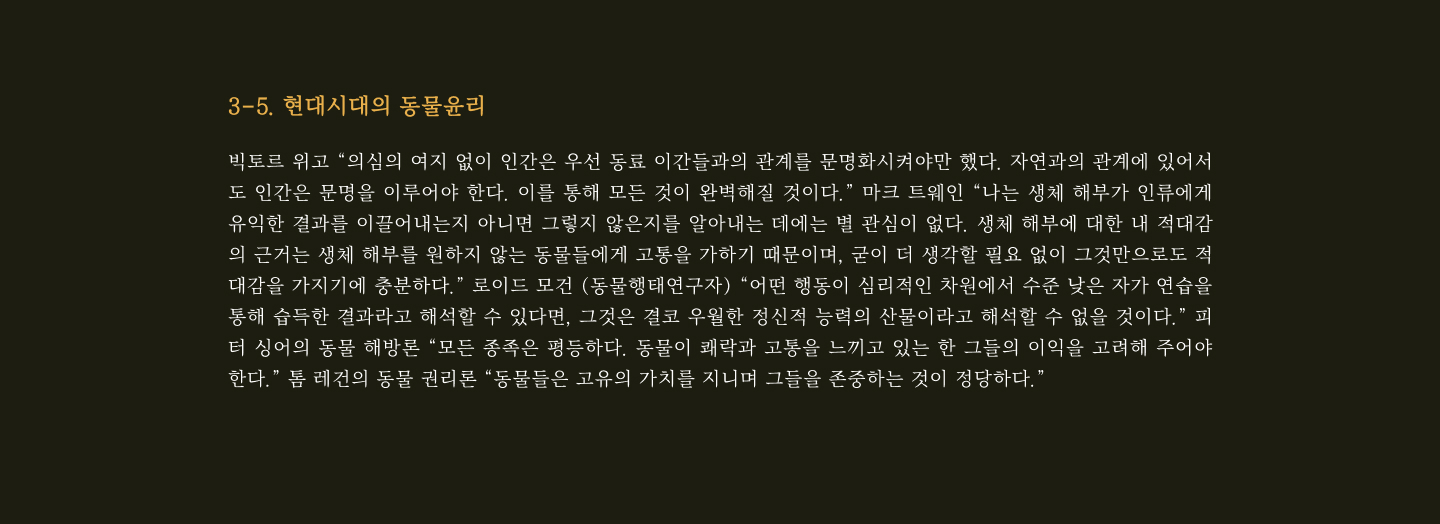 3-5. 현대시대의 동물윤리
빅토르 위고 “의심의 여지 없이 인간은 우선 동료 이간들과의 관계를 문명화시켜야만 했다. 자연과의 관계에 있어서
도 인간은 문명을 이루어야 한다. 이를 통해 모든 것이 완벽해질 것이다.” 마크 트웨인 “나는 생체 해부가 인류에게
유익한 결과를 이끌어내는지 아니면 그렇지 않은지를 알아내는 데에는 별 관심이 없다. 생체 해부에 대한 내 적대감
의 근거는 생체 해부를 원하지 않는 동물들에게 고통을 가하기 때문이며, 굳이 더 생각할 필요 없이 그것만으로도 적
대감을 가지기에 충분하다.” 로이드 모건 (동물행태연구자) “어떤 행동이 심리적인 차원에서 수준 낮은 자가 연습을
통해 습득한 결과라고 해석할 수 있다면, 그것은 결코 우월한 정신적 능력의 산물이라고 해석할 수 없을 것이다.” 피
터 싱어의 동물 해방론 “모든 종족은 평등하다. 동물이 쾌락과 고통을 느끼고 있는 한 그들의 이익을 고려해 주어야
한다.” 톰 레건의 동물 권리론 “동물들은 고유의 가치를 지니며 그들을 존중하는 것이 정당하다.”